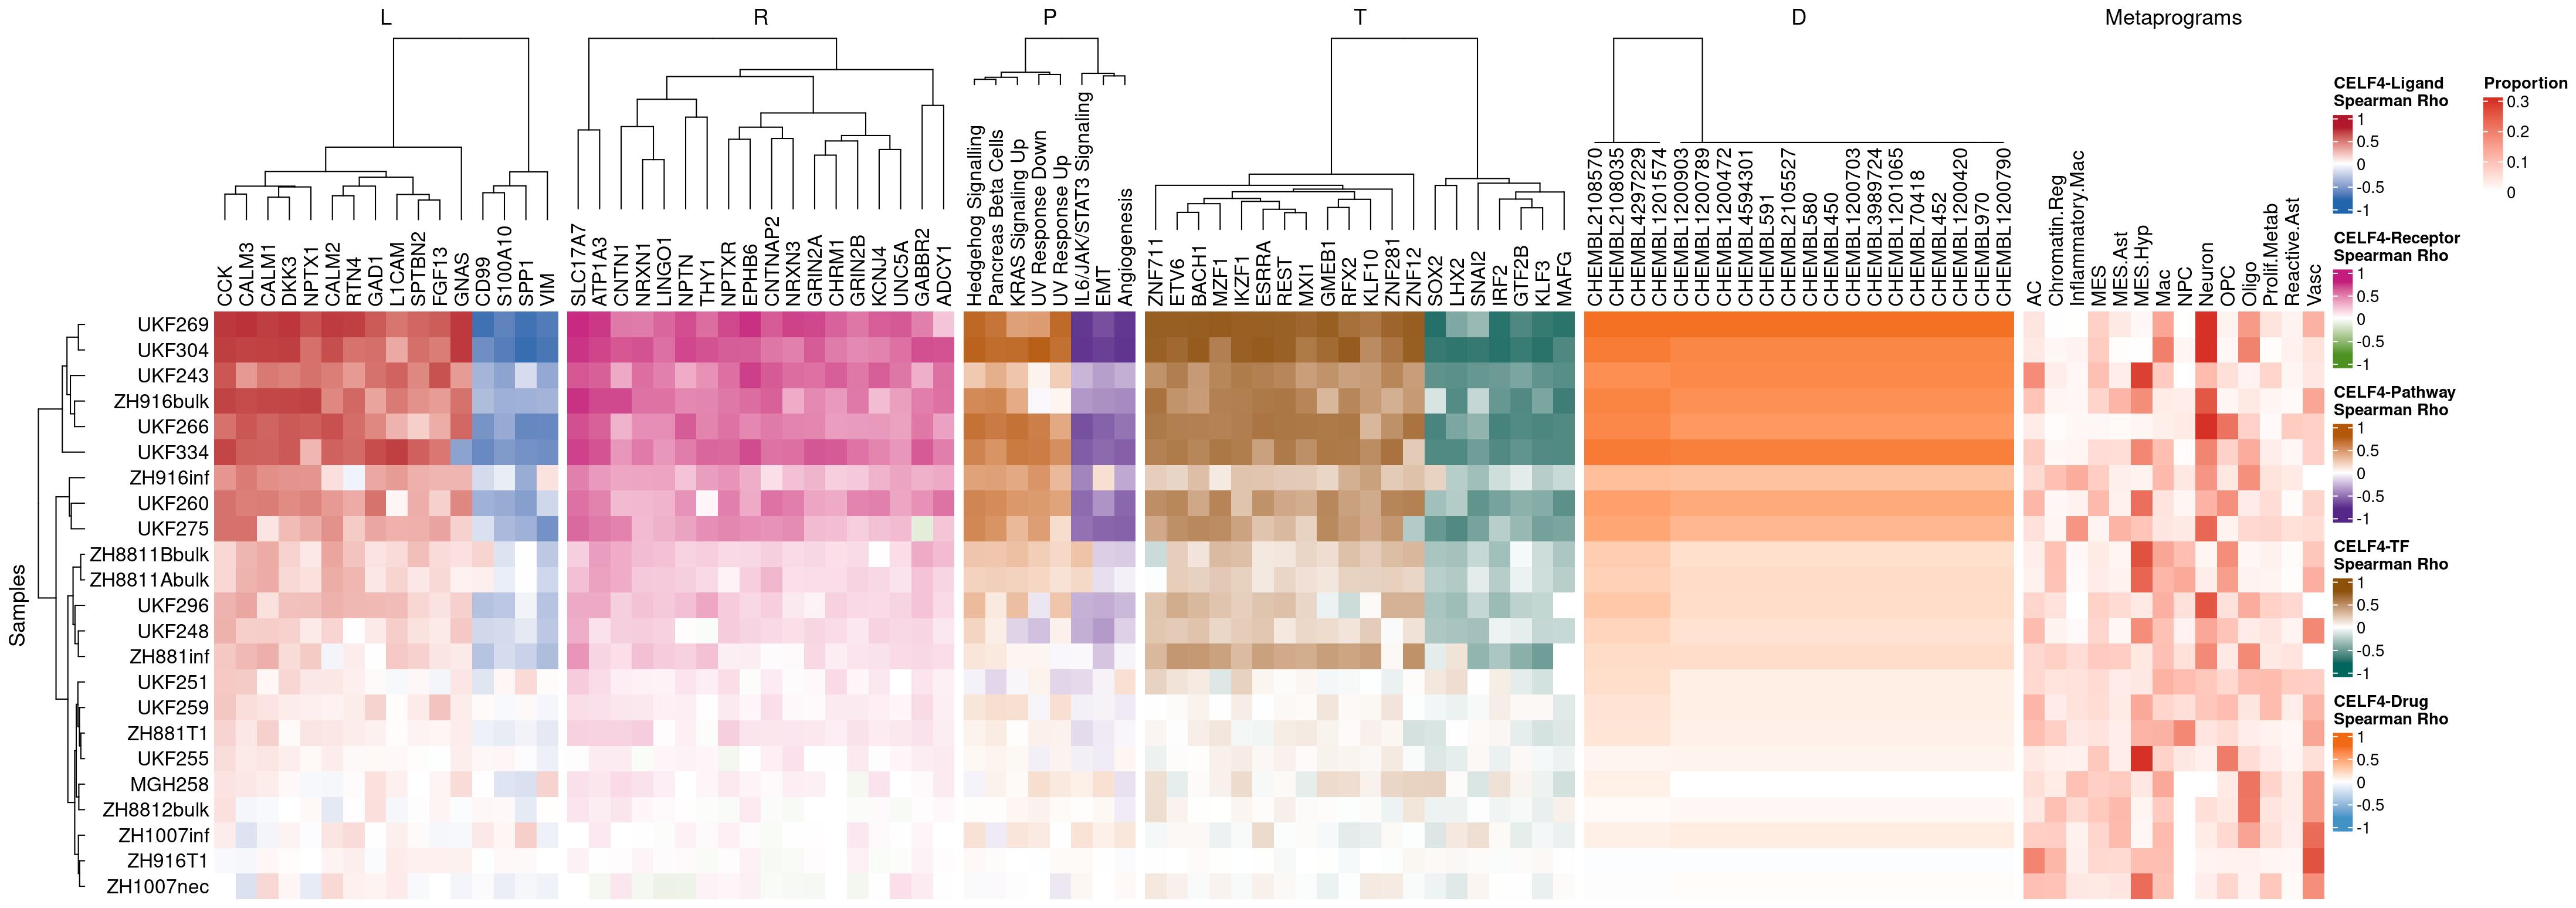 L R P T D Metaprograms
CCK
CALM3
CALM1
DKK3
NPTX1
CALM2
RTN4
GAD1
L1CAM
SPTBN2
FGF13
GNAS
CD99
S100A10
SPP1
VIM
SLC17A7
ATP1A3
CNTN1
NRXN1
LINGO1
NPTN
THY1
NPTXR
EPHB6
CNTNAP2
NRXN3
GRIN2A
CHRM1
GRIN2B
KCNJ4
UNC5A
GABBR2
ADCY1
Hedgehog Signalling
Pancreas Beta Cells
KRAS Signaling Up
UV Response Down
UV Response Up
IL6/JAK/STAT3 Signaling
EMT
Angiogenesis
ZNF711
ETV6
BACH1
MZF1
IKZF1
ESRRA
REST
MXI1
GMEB1
RFX2
KLF10
ZNF281
ZNF12
SOX2
LHX2
SNAI2
IRF2
GTF2B
KLF3
MAFG
CHEMBL2108570
CHEMBL2108035
CHEMBL4297229
CHEMBL1201574
CHEMBL1200903
CHEMBL1200789
CHEMBL1200472
CHEMBL4594301
CHEMBL591
CHEMBL2105527
CHEMBL580
CHEMBL450
CHEMBL1200703
CHEMBL3989724
CHEMBL1201065
CHEMBL70418
CHEMBL452
CHEMBL1200420
CHEMBL970
CHEMBL1200790
AC
Chromatin.Reg
Inflammatory.Mac
MES
MES.Ast
MES.Hyp
Mac
NPC
Neuron
OPC
Oligo
Prolif.Metab
Reactive.Ast
Vasc
Samples
UKF269
UKF304
UKF243
ZH916bulk
UKF266
UKF334
ZH916inf
UKF260
UKF275
ZH8811Bbulk
ZH8811Abulk
UKF296
UKF248
ZH881inf
UKF251
UKF259
ZH881T1
UKF255
MGH258
ZH8812bulk
ZH1007inf
ZH916T1
ZH1007nec
CELF4-Ligand
Spearman Rho
1
0.5
0
-0.5
-1
CELF4-Receptor
Spearman Rho
1
0.5
0
-0.5
-1
CELF4-Pathway
Spearman Rho
1
0.5
0
-0.5
-1
CELF4-TF
Spearman Rho
1
0.5
0
-0.5
-1
CELF4-Drug
Spearman Rho
1
0.5
0
-0.5
-1
Proportion
0.3
0.2
0.1
0